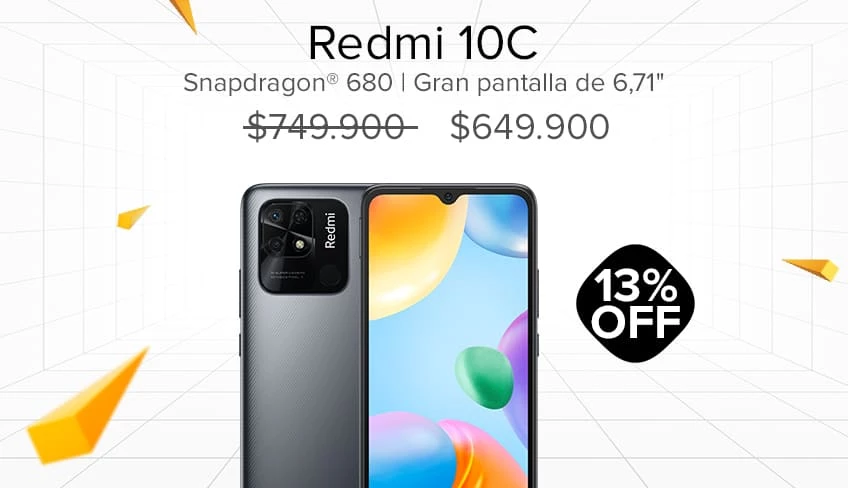 Redmi 10C
Snapdragon® 680 | Gran pantalla de 6,71"
$749.900 $649.900
Redmi
13%
OFF